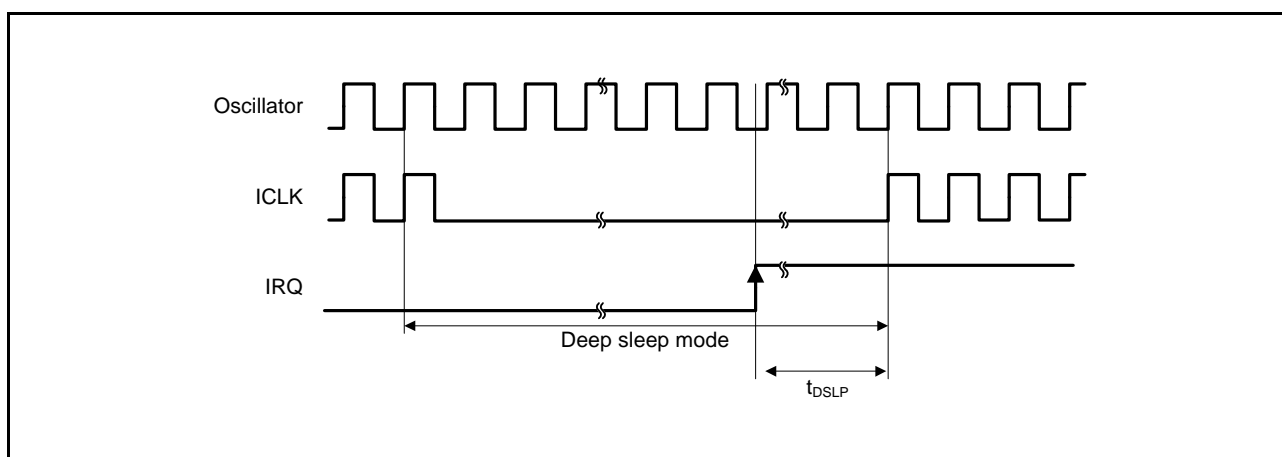 Oscillator
ICLK
IRQ
Deep sleep mode
tDSLP